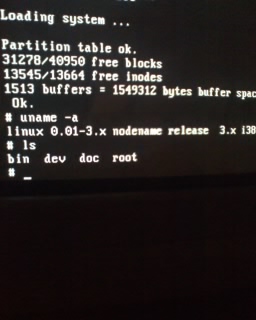 Loading system ...
Partition table ok.
31278/40950 free blocks
13545/13664 free inodes
1513 buffers = 1549312 bytes buffer spac
Ok.
# uname -a
linux 0.01-3.x nodename release 3.x i38
# ls
bin dev doc root
# _